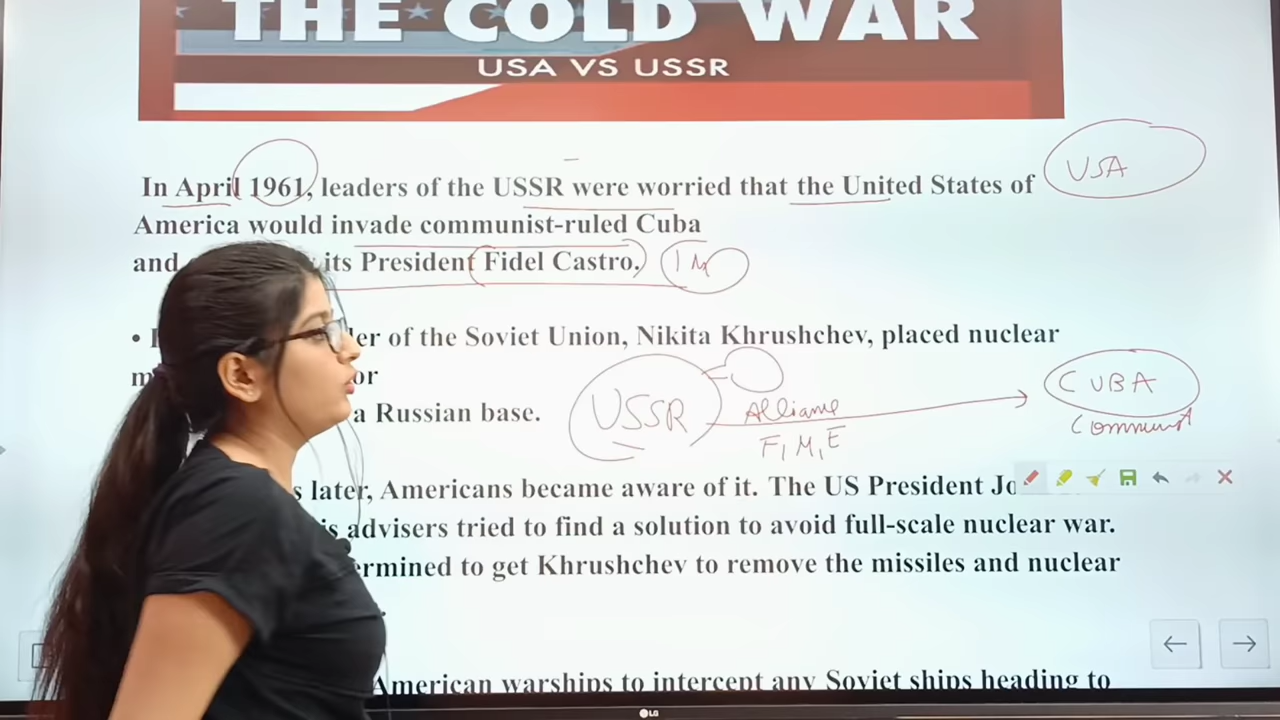 THE COLD WAR
USA VS USSR
In April 1961, leaders of the USSR were worried that the United States of
USA
America would invade communist-ruled Cuba
and its President Fidel Castro. 1M
• er of the Soviet Union, Nikita Khrushchev, placed nuclear
or
CUBA
a Russian base. USSR Alliance
Communist
F, M, E
s later, Americans became aware of it. The US President Jo
is advisers tried to find a solution to avoid full-scale nuclear war.
ermined to get Khrushchev to remove the missiles and nuclear
American warships to intercept any Soviet ships heading to
LG